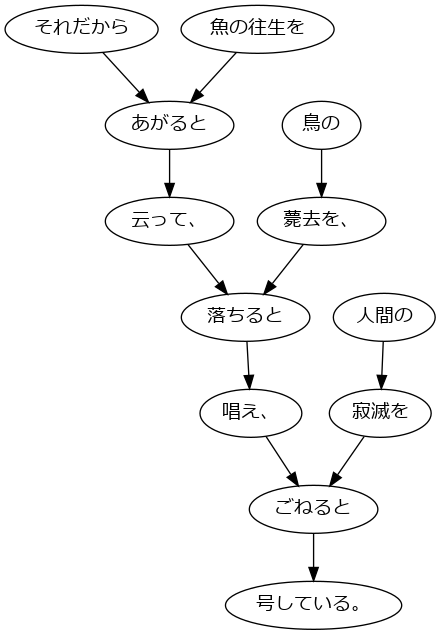 それだから
魚の往生を
あがると
鳥の
云って、
薨去を、
落ちると
人間の
唱え、
寂滅を
ごねると
号している。